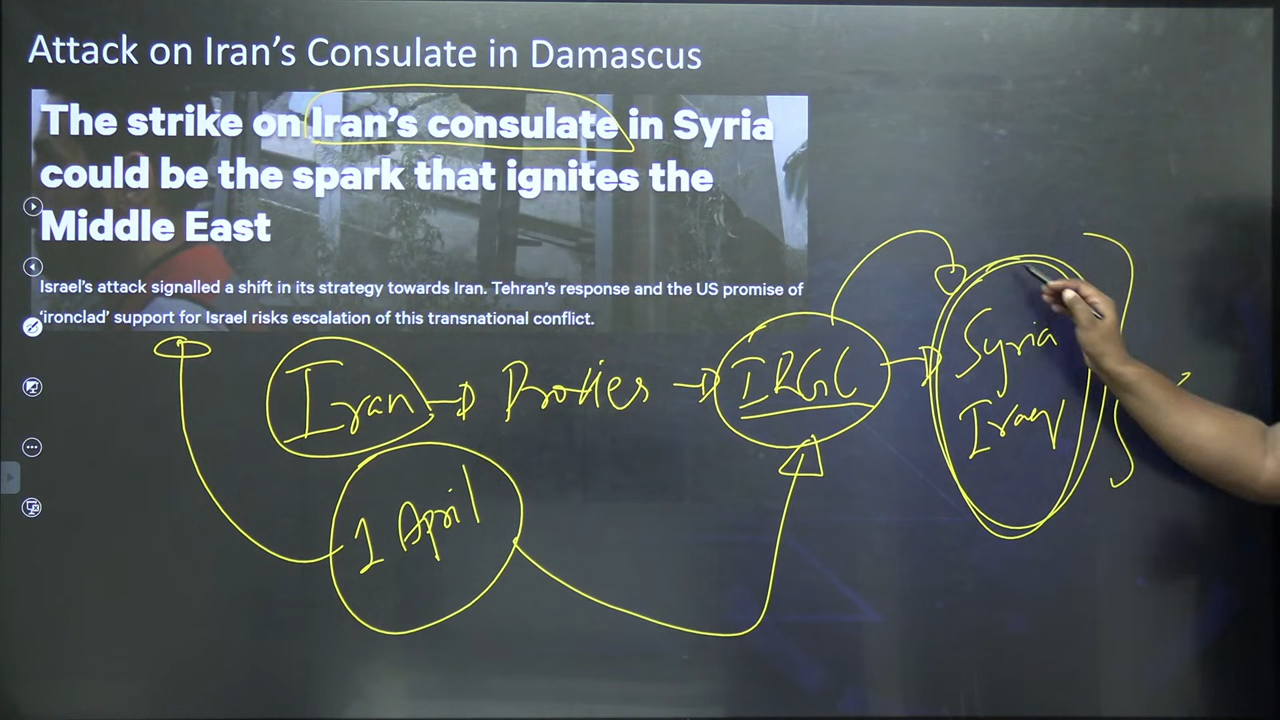 Attack on Iran's Consulate in Damascus
The strike on Iran's consulate in Syria
could be the spark that ignites the
Middle East
Israel's attack signalled a shift in its strategy towards Iran. Tehran's response and the US promise of
'ironclad' support for Israel risks escalation of this transnational conflict.
Iran Proxies IRGC Syria
Iraq
1 April